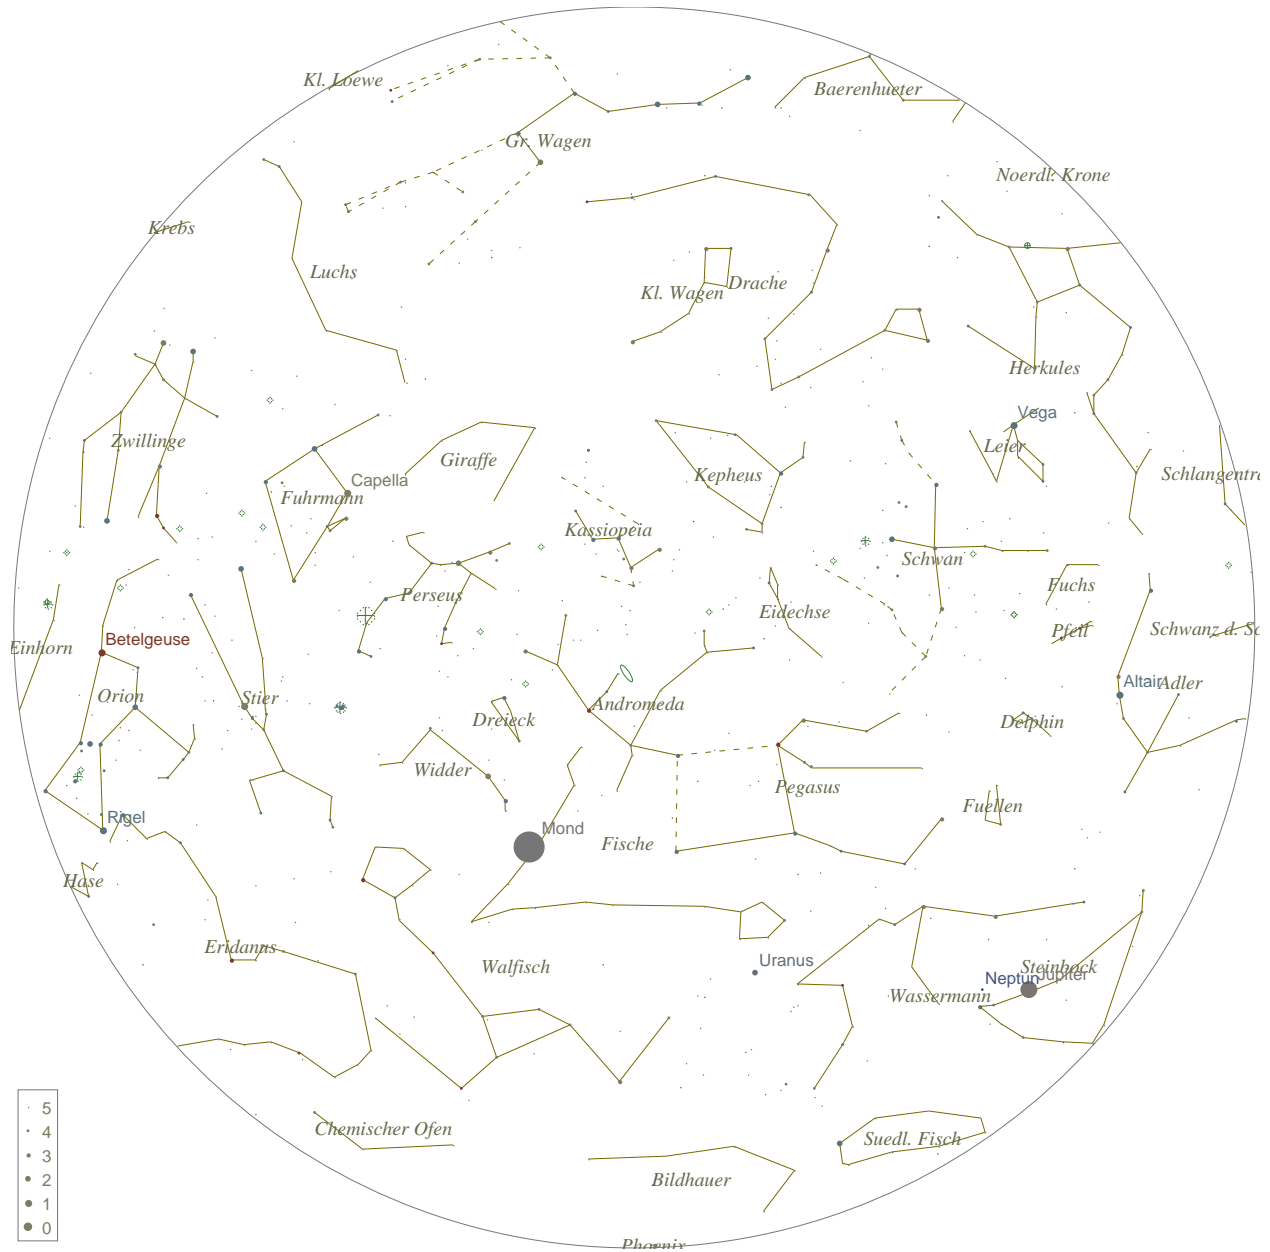 Kl. Loewe
Baerenhueter
Gr. Wagen
Noerdl. Krone
Krebs
Luchs
Kl. Wagen
Drache
Herkules
Vega
Zwillinge
Giraffe
Leier
Kepheus
Schlangentr
Capella
Fuhrmann
Kassiopeia
Schwan
Fuchs
Perseus
Eidechse
Pfeil
Schwanz d. Sc
Betelgeuse
Einhorn
Orion
Stier
Andromeda
Altair
Adler
Dreieck
Delphin
Widder
Pegasus
Fuellen
Rigel
Mond
Fische
Hase
Eridanus
Walfisch
Uranus
Steinbock
Neptun
Jupiter
Wassermann
5
4
3
2
1
0
Chemischer Ofen
Suedl. Fisch
Bildhauer
Phoenix